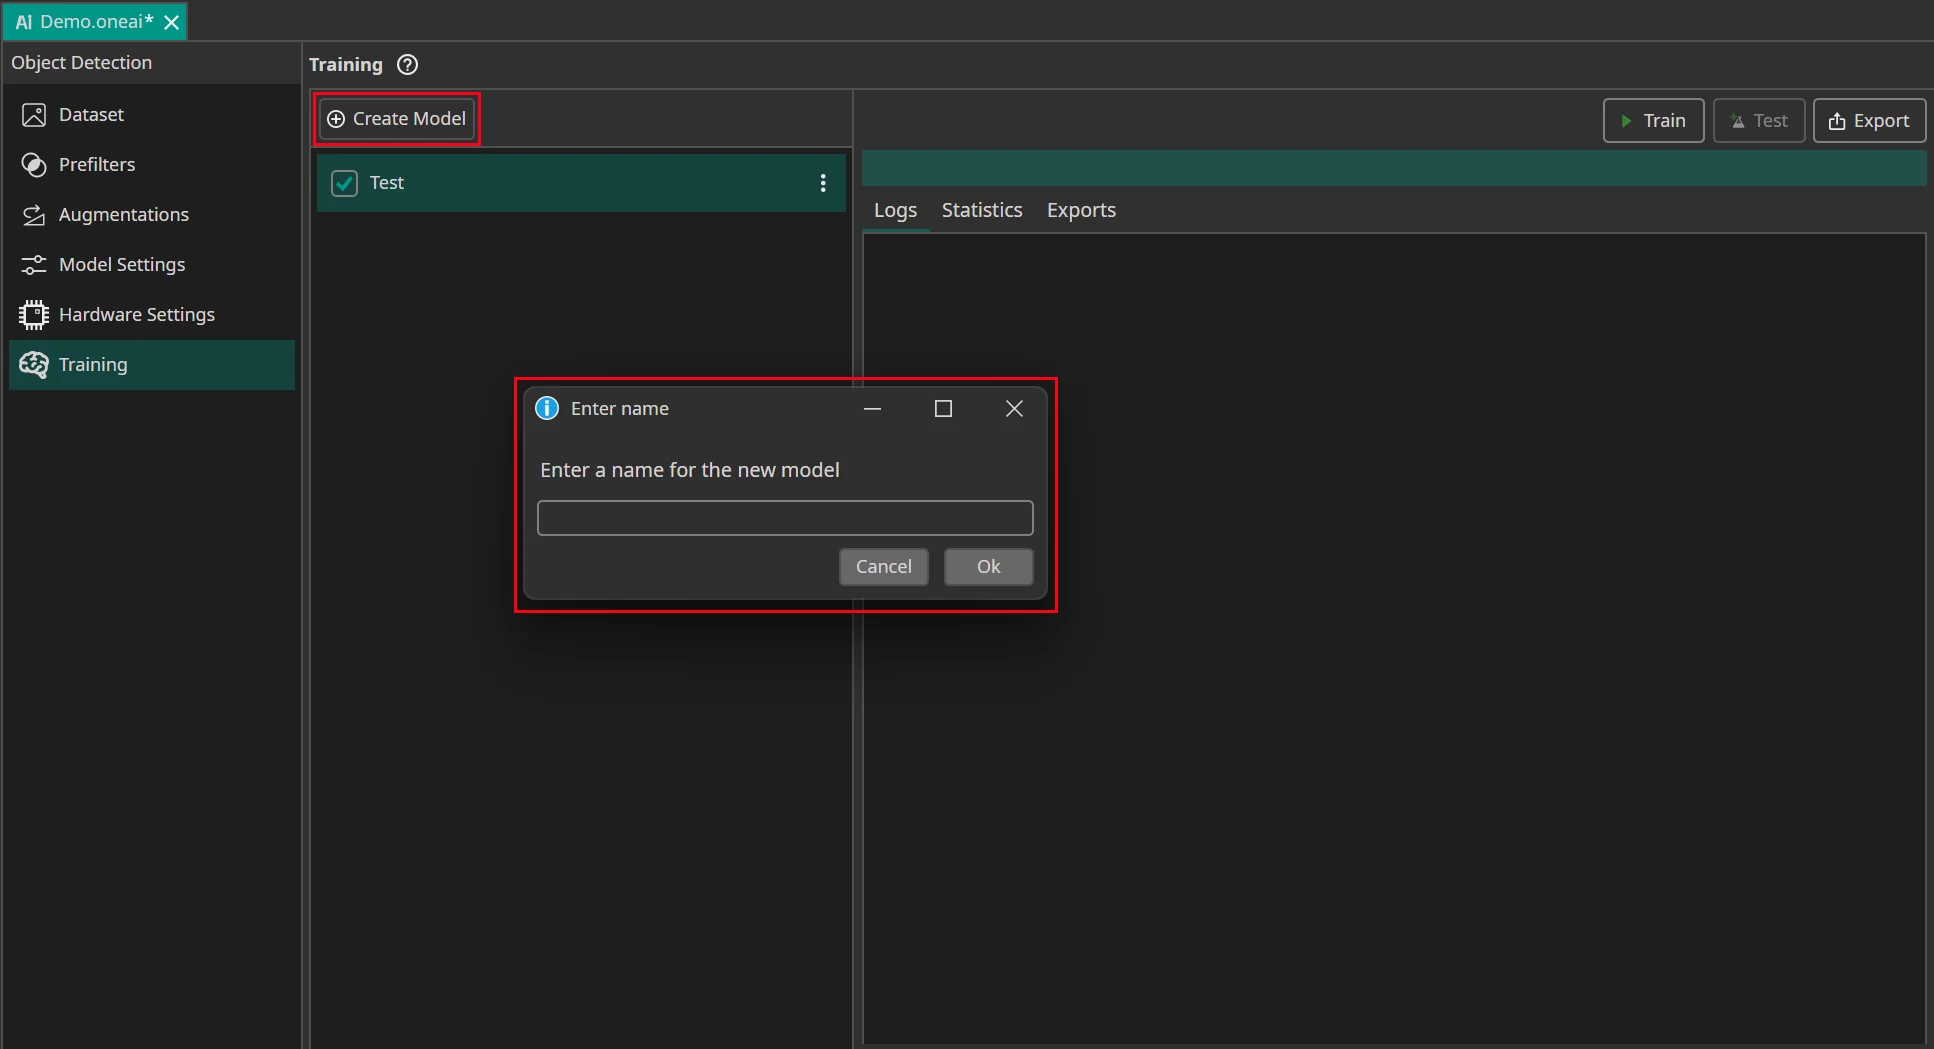 AI Demo.oneai*
Object Detection
Dataset
Prefilters
Augmentations
Model Settings
Hardware Settings
Training
Training
Create Model
Test
Train
Test
Export
Logs Statistics Exports
Enter name
Enter a name for the new model
Cancel Ok